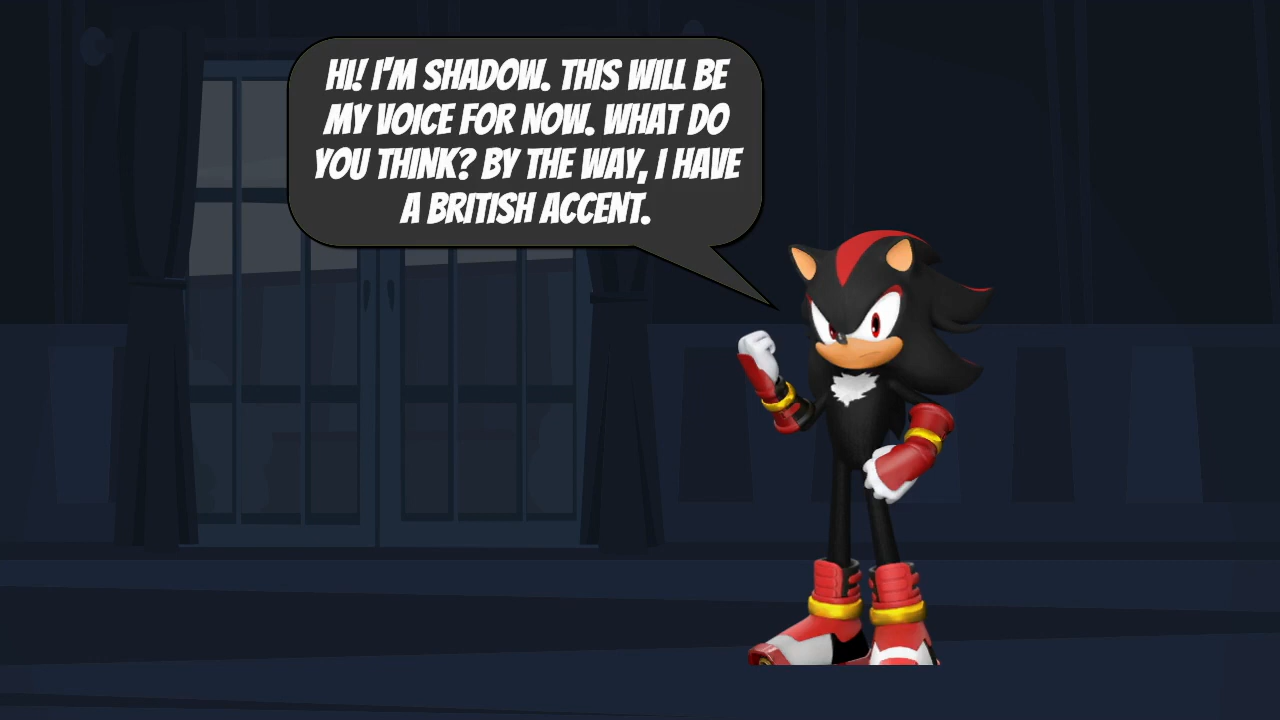 HI! I'M SHADOW. THIS WILL BE
MY VOICE FOR NOW. WHAT DO
YOU THINK? BY THE WAY, I HAVE
A BRITISH ACCENT.